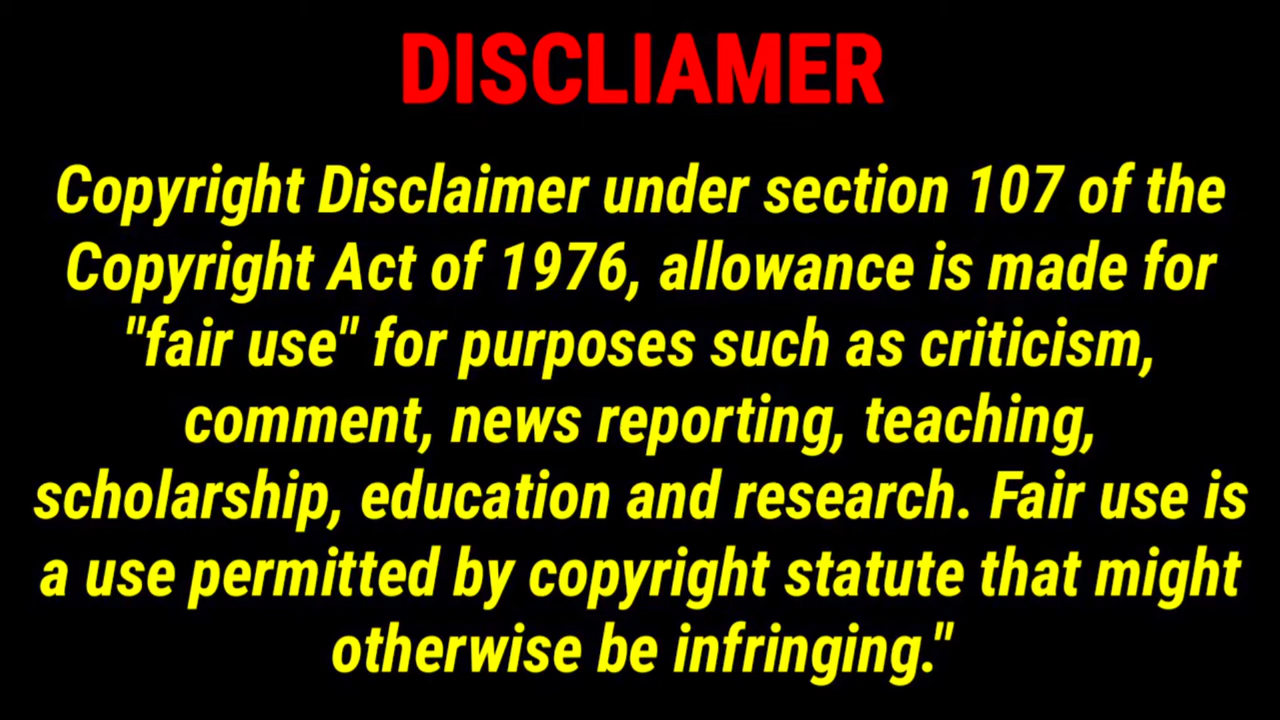 DISCLIAMER
Copyright Disclaimer under section 107 of the
Copyright Act of 1976, allowance is made for
"fair use" for purposes such as criticism,
comment, news reporting, teaching,
scholarship, education and research. Fair use is
a use permitted by copyright statute that might
otherwise be infringing."